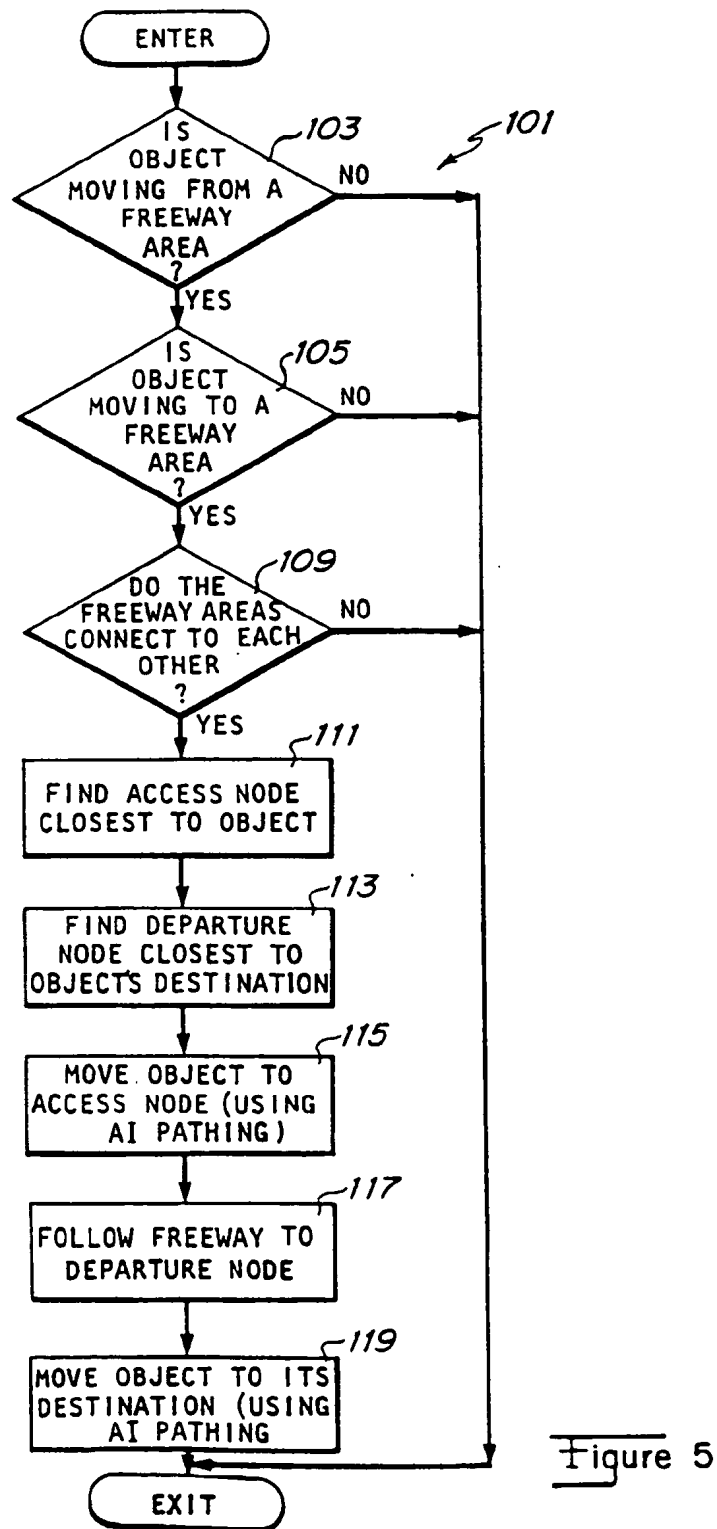 ENTER
101
103
IS
OBJECT
MOVING FROM A
FREEWAY
AREA
?
NO
YES
105
IS
OBJECT
MOVING TO A
FREEWAY
AREA
?
NO
YES
109
DO THE
FREEWAY AREAS
CONNECT TO EACH
OTHER
?
NO
YES
111
FIND ACCESS NODE
CLOSEST TO OBJECT
113
FIND DEPARTURE
NODE CLOSEST TO
OBJECT'S DESTINATION
115
MOVE OBJECT TO
ACCESS NODE (USING
AI PATHING)
117
FOLLOW FREEWAY TO
DEPARTURE NODE
119
MOVE OBJECT TO ITS
DESTINATION (USING
AI PATHING
EXIT
Figure 5